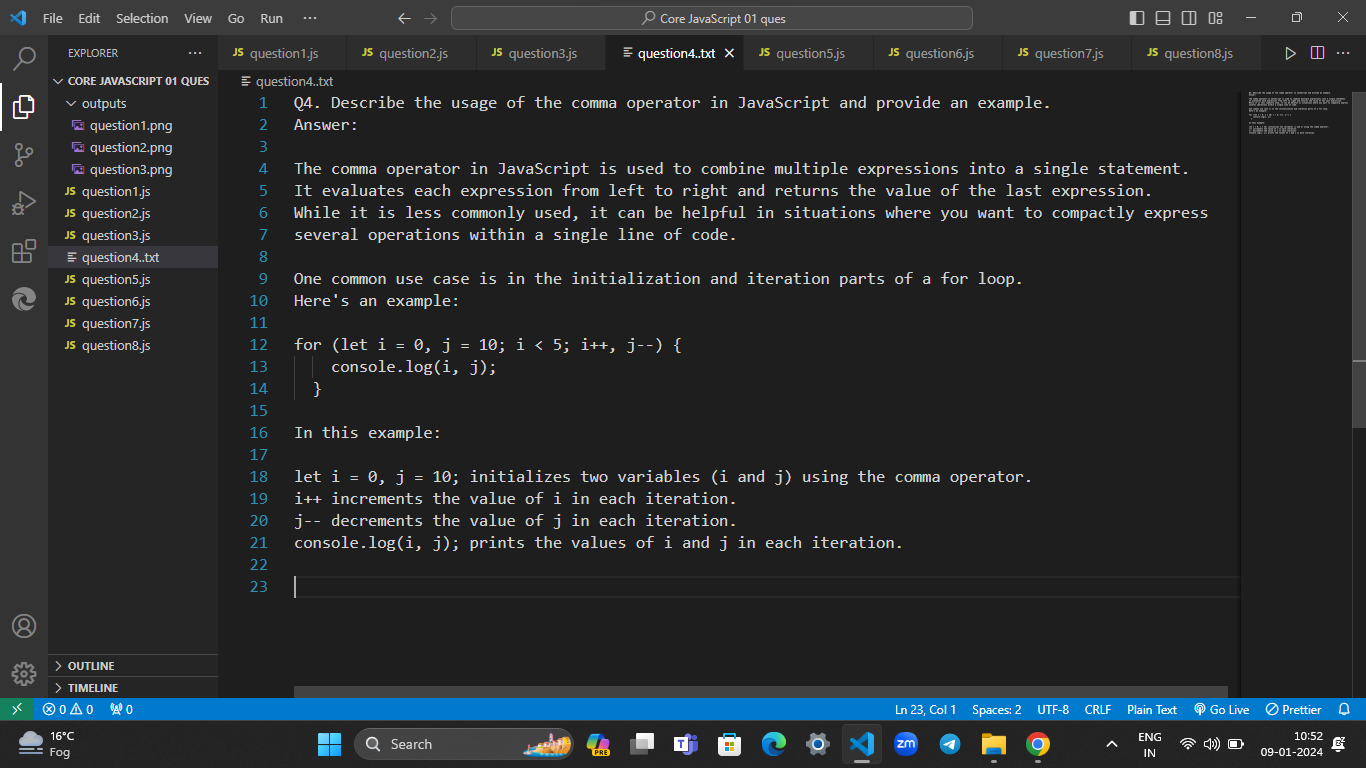 File Edit Selection View Go Run ··· Core JavaScript 01 ques
EXPLORER ···
CORE JAVASCRIPT 01 QUES
outputs
question1.png
question2.png
question3.png
JS question1.js
JS question2.js
JS question3.js
question4..txt
JS question5.js
JS question6.js
JS question7.js
JS question8.js
OUTLINE
TIMELINE
JS question1.js JS question2.js JS question3.js question4..txt JS question5.js JS question6.js JS question7.js JS question8.js ···
question4..txt
1 Q4. Describe the usage of the comma operator in JavaScript and provide an example.
2 Answer:
3
4 The comma operator in JavaScript is used to combine multiple expressions into a single statement.
5 It evaluates each expression from left to right and returns the value of the last expression.
6 While it is less commonly used, it can be helpful in situations where you want to compactly express
7 several operations within a single line of code.
8
9 One common use case is in the initialization and iteration parts of a for loop.
10 Here's an example:
11
12 for (let i = 0, j = 10; i < 5; i++, j--) {
13 console.log(i, j);
14 }
15
16 In this example:
17
18 let i = 0, j = 10; initializes two variables (i and j) using the comma operator.
19 i++ increments the value of i in each iteration.
20 j-- decrements the value of j in each iteration.
21 console.log(i, j); prints the values of i and j in each iteration.
22
23
0 0 0 Ln 23, Col 1 Spaces: 2 UTF-8 CRLF Plain Text Go Live Prettier
16°C
Fog
Search
PRE
zm
ENG
IN
10:52
09-01-2024